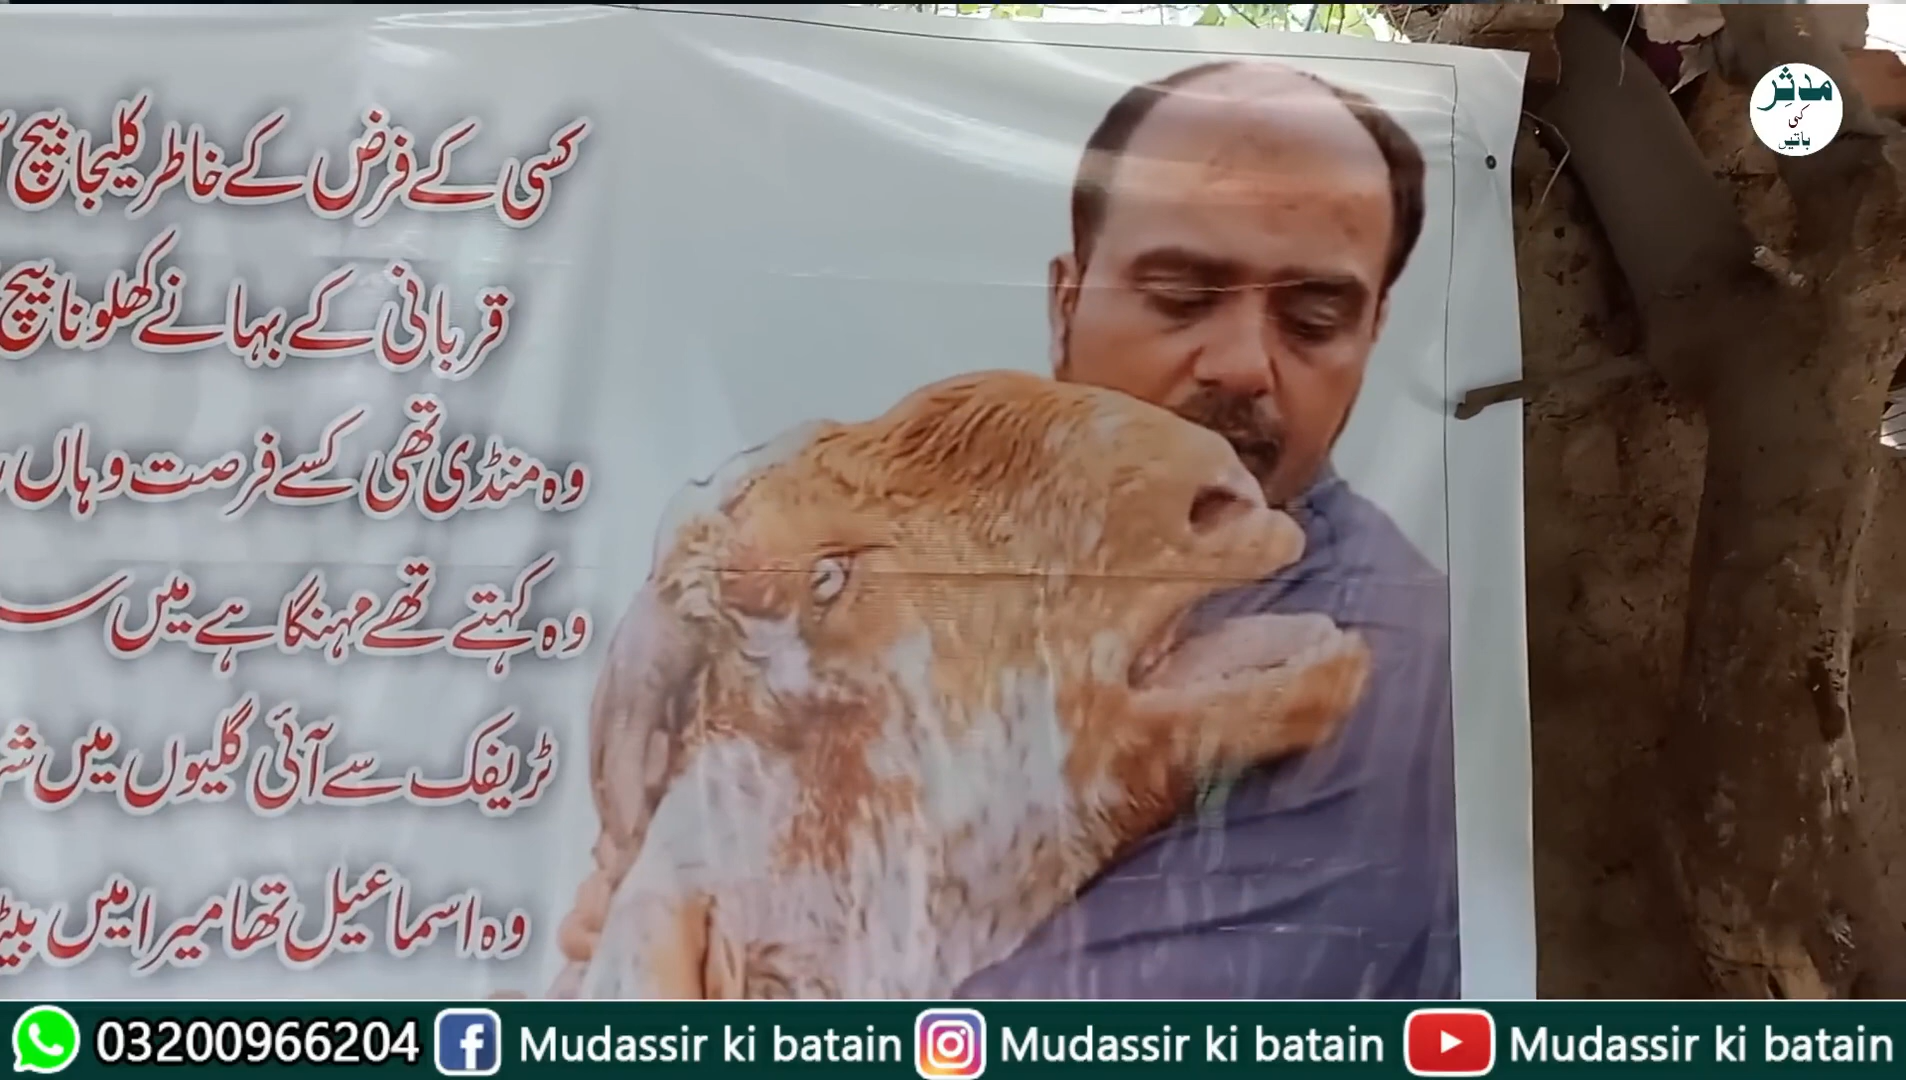 کسی کے فرض کے خاطر کلیجا بیچ
قربانی کے بہانے کھلونا بیچ
وہ منڈی تھی کسے فرصت وہاں
وہ کہتے تھے مہنگا ہے میں
ٹریفک سے آئی گلیوں میں
وہ اسماعیل تھا میرا میں
مدثر
کی
باتیں
03200966204 Mudassir ki batain Mudassir ki batain Mudassir ki batain